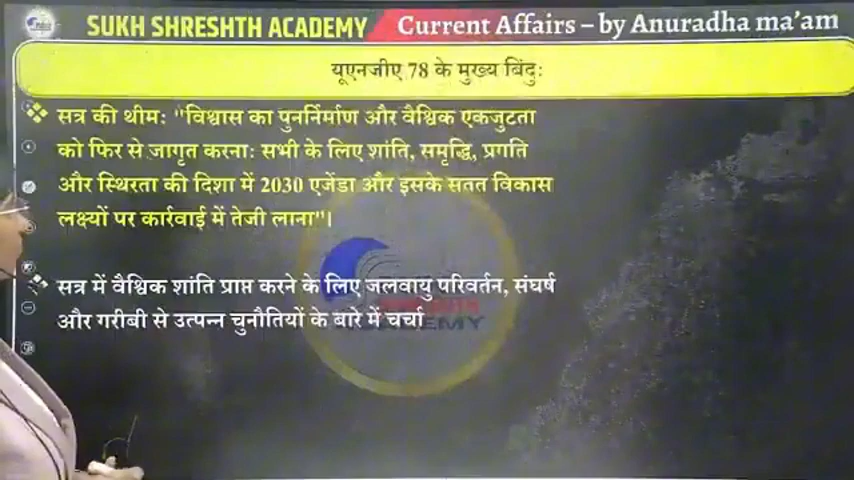 SUKH SHRESHTH ACADEMY Current Affairs – by Anuradha ma'am
यूएनजीए 78 के मुख्य बिंदु:
सत्र की थीम: "विश्वास का पुनर्निर्माण और वैश्विक एकजुटता
को फिर से जागृत करना: सभी के लिए शांति, समृद्धि, प्रगति
और स्थिरता की दिशा में 2030 एजेंडा और इसके सतत विकास
लक्ष्यों पर कार्रवाई में तेजी लाना"।
सत्र में वैश्विक शांति प्राप्त करने के लिए जलवायु परिवर्तन, संघर्ष
और गरीबी से उत्पन्न चुनौतियों के बारे में चर्चा
ACADEMY